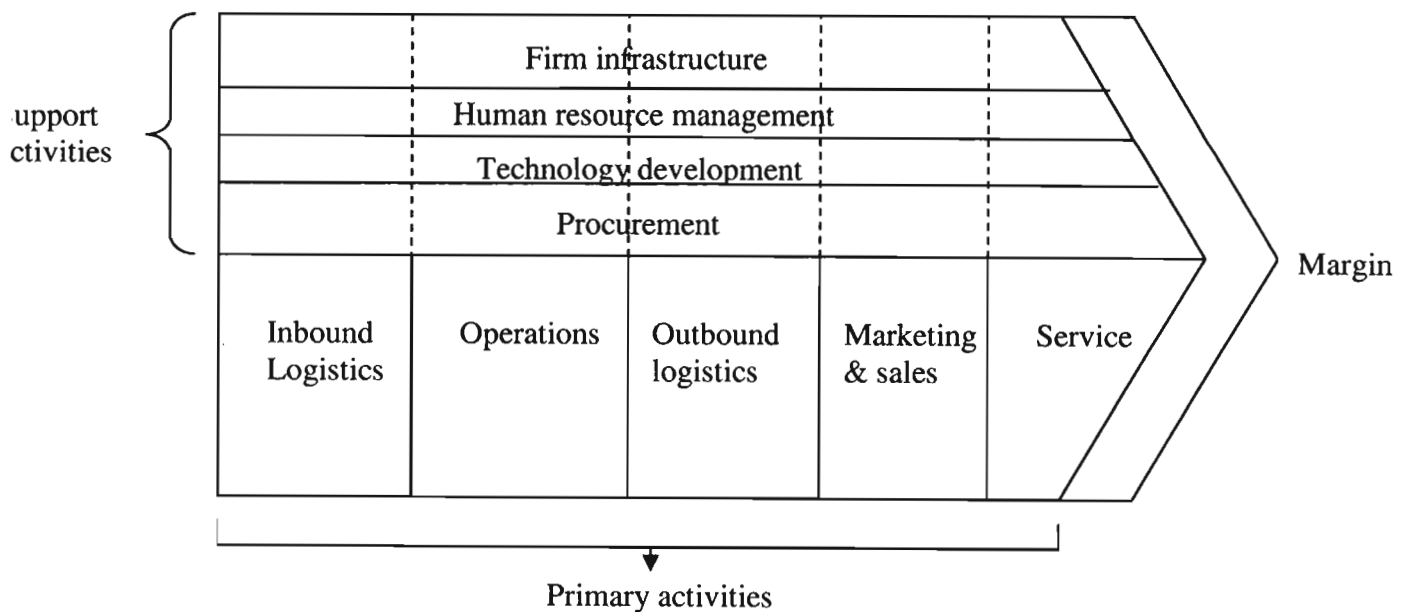 Firm infrastructure
upport
ctivities
Human resource management
Technology development
Procurement
Margin
Inbound
Logistics
Operations
Outbound
logistics
Marketing
& sales
Service
Primary activities